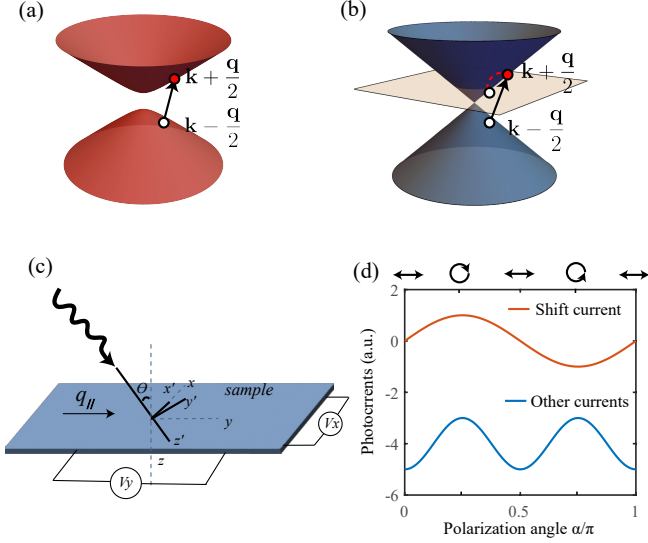 (a)
k + q/2
k − q/2
(b)
k + q/2
k − q/2
(c)
θ
x'
x
y'
sample
q//
y
z'
z
Vx
Vy
(d)
2
0
-2
-4
-6
Photocrrents (a.u.)
Shift current
Other currents
0
0.5
1
Polarization angle α/π